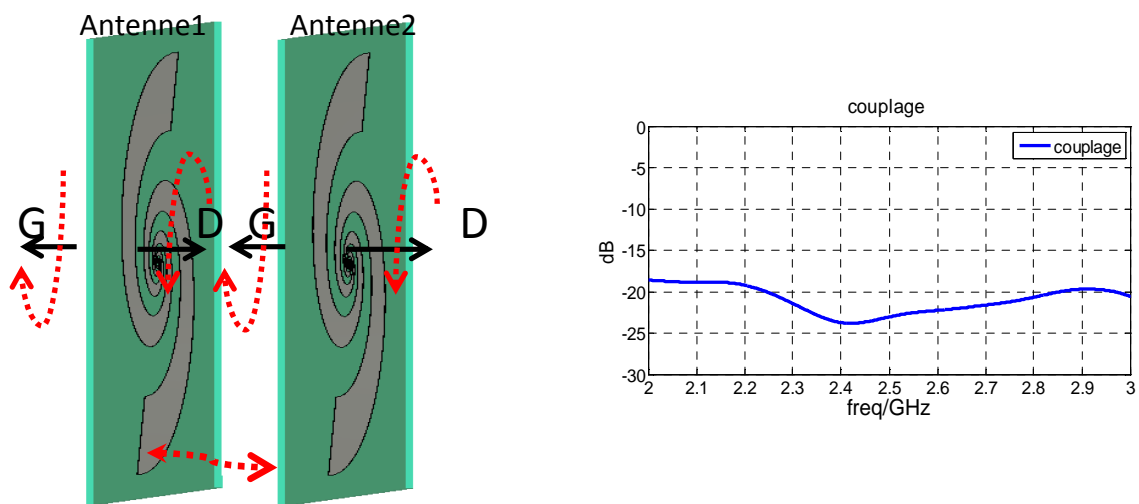 Antenne1
Antenne2
G
D
G
D
couplage
couplage
dB
0
-5
-10
-15
-20
-25
-30
2 2.1 2.2 2.3 2.4 2.5 2.6 2.7 2.8 2.9 3
freq/GHz